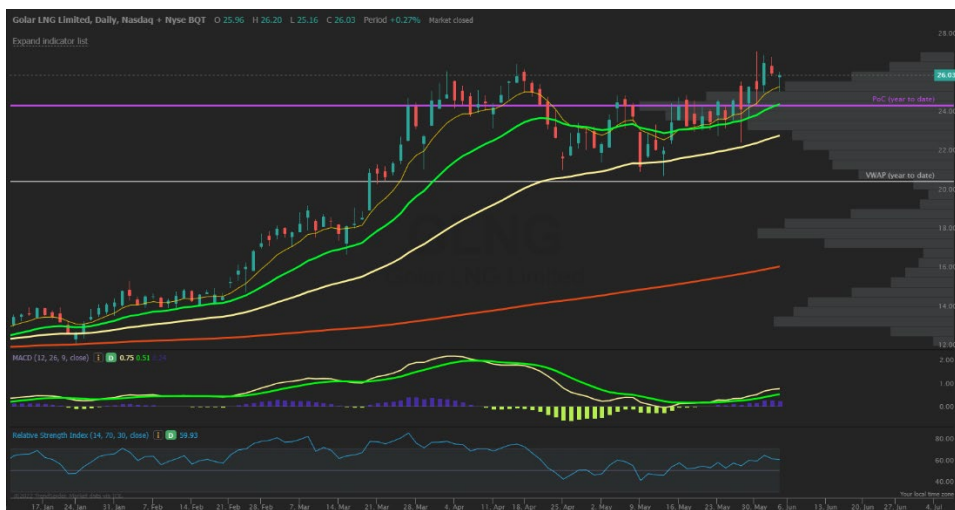 Golar LNG Limited, Daily, Nasdaq + Nyse BQT O 25.96 H 26.20 L 25.16 C 26.03 Period +0.27% Market closed
Expand indicator list
28.00
26.03
PoC (year to date)
24.00
22.00
VWAP (year to date)
20.00
18.00
16.00
14.00
12.00
MACD (12, 26, 9, close) i D 0.75 0.51 0.24
2.00
1.00
0.00
Relative Strength Index (14, 70, 30, close) i D 59.93
80.00
60.00
40.00
Your local time zone
17. Jan 24. Jan 31. Jan 7. Feb 14. Feb 21. Feb 28. Feb 7. Mar 14. Mar 21. Mar 28. Mar 4. Apr 11. Apr 18. Apr 25. Apr 2. May 9. May 16. May 23. May 30. May 6. Jun 13. Jun 20. Jun 27. Jun 4. Jul